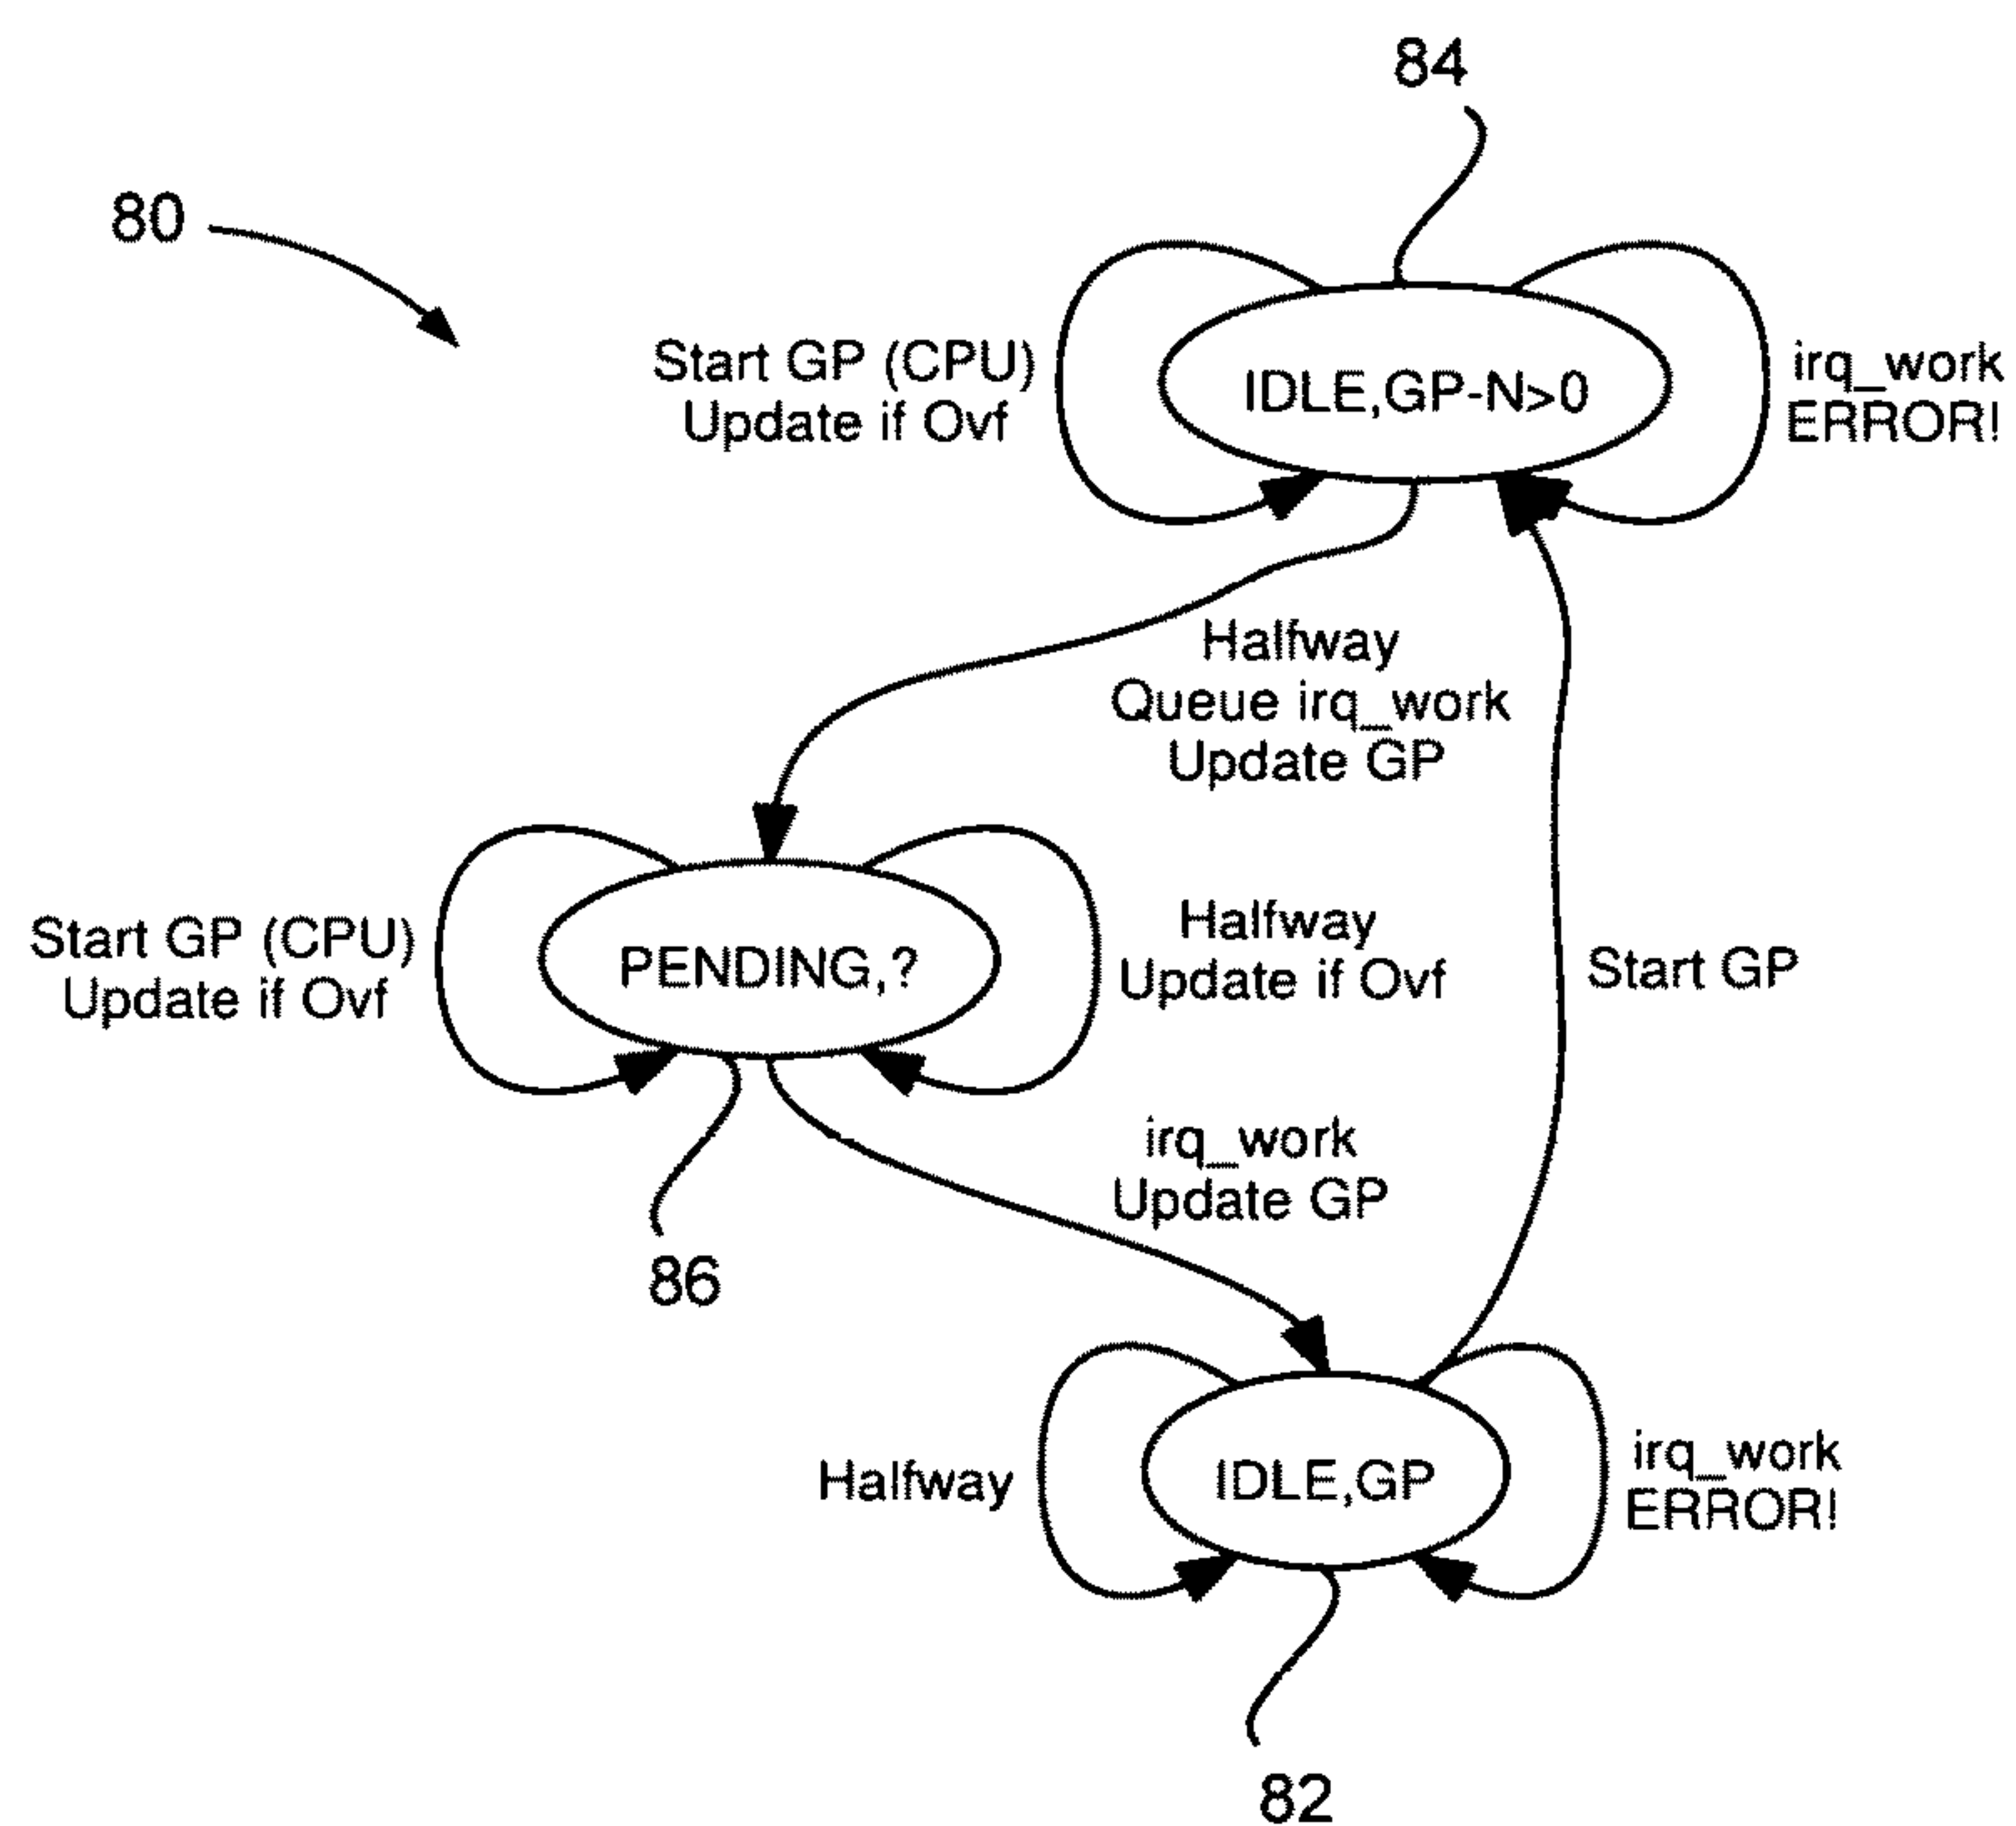 84
80
Start GP (CPU)
Update if Ovf
IDLE,GP-N>0
irq_work
ERROR!
Halfway
Queue irq_work
Update GP
Start GP (CPU)
Update if Ovf
PENDING,?
Halfway
Update if Ovf
Start GP
irq_work
Update GP
86
Halfway
IDLE,GP
irq_work
ERROR!
82